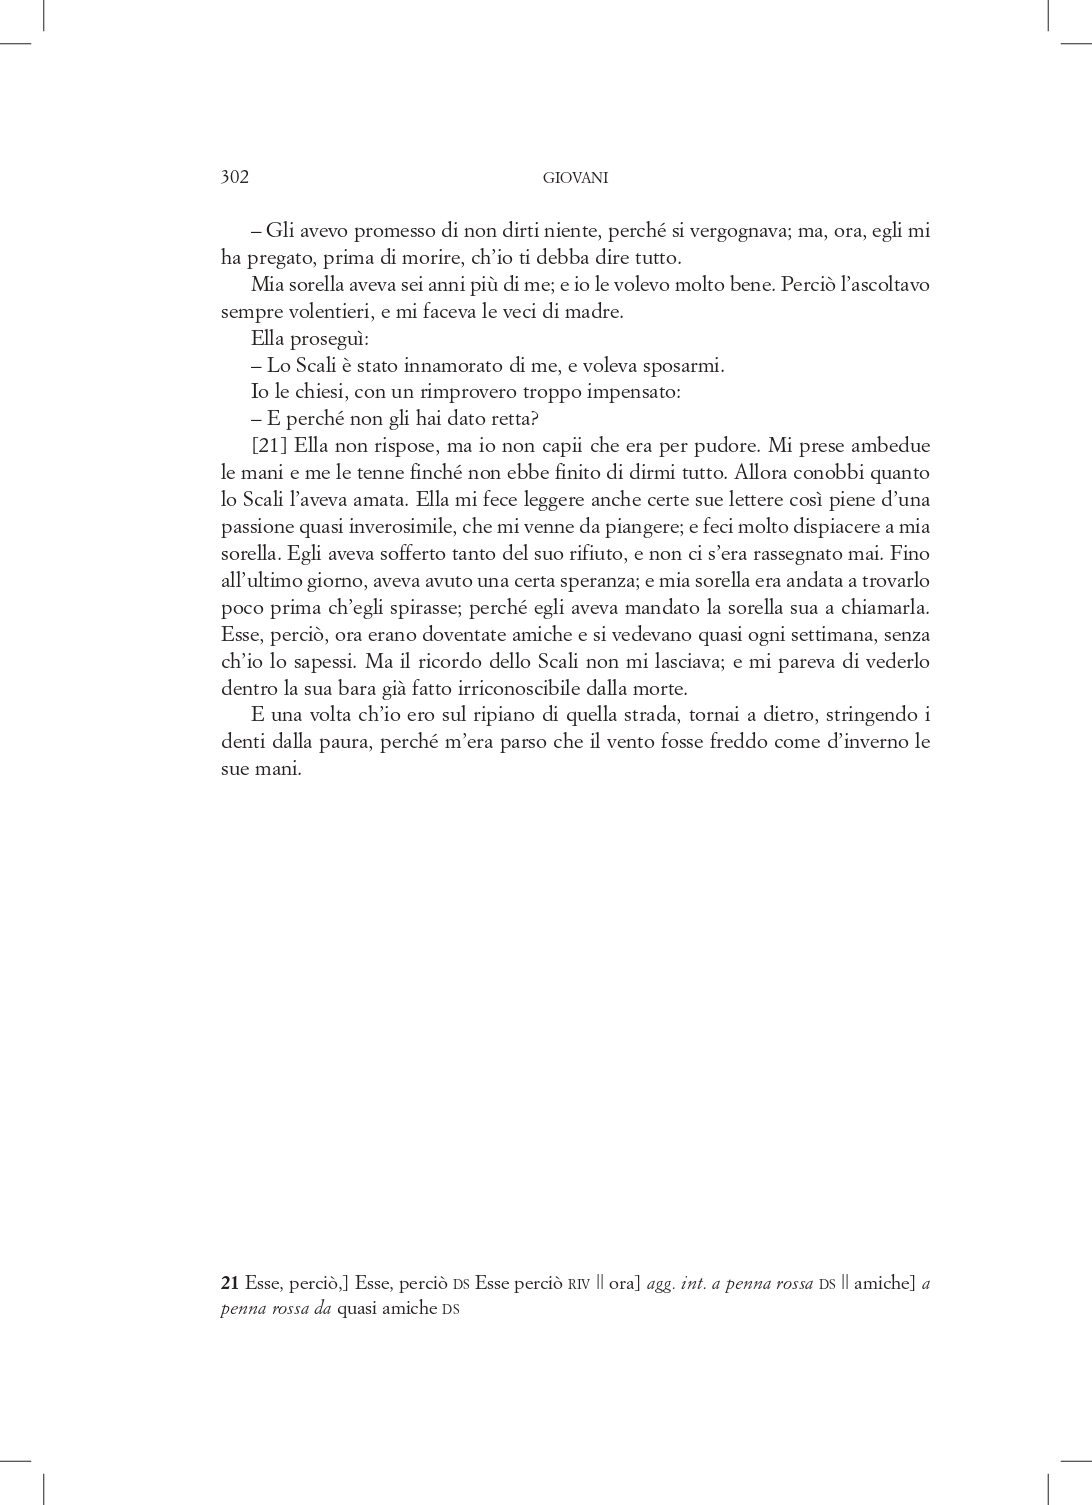 302
GIOVANI
– Gli avevo promesso di non dirti niente, perché si vergognava; ma, ora, egli mi
ha pregato, prima di morire, ch’io ti debba dire tutto.
Mia sorella aveva sei anni più di me; e io le volevo molto bene. Perciò l’ascoltavo
sempre volentieri, e mi faceva le veci di madre.
Ella proseguì:
– Lo Scali è stato innamorato di me, e voleva sposarmi.
Io le chiesi, con un rimprovero troppo impensato:
– E perché non gli hai dato retta?
[21] Ella non rispose, ma io non capii che era per pudore. Mi prese ambedue
le mani e me le tenne finché non ebbe finito di dirmi tutto. Allora conobbi quanto
lo Scali l’aveva amata. Ella mi fece leggere anche certe sue lettere così piene d’una
passione quasi inverosimile, che mi venne da piangere; e feci molto dispiacere a mia
sorella. Egli aveva sofferto tanto del suo rifiuto, e non ci s’era rassegnato mai. Fino
all’ultimo giorno, aveva avuto una certa speranza; e mia sorella era andata a trovarlo
poco prima ch’egli spirasse; perché egli aveva mandato la sorella sua a chiamarla.
Esse, perciò, ora erano doventate amiche e si vedevano quasi ogni settimana, senza
ch’io lo sapessi. Ma il ricordo dello Scali non mi lasciava; e mi pareva di vederlo
dentro la sua bara già fatto irriconoscibile dalla morte.
E una volta ch’io ero sul ripiano di quella strada, tornai a dietro, stringendo i
denti dalla paura, perché m’era parso che il vento fosse freddo come d’inverno le
sue mani.
21 Esse, perciò,] Esse, perciò DS Esse perciò RIV || ora] agg. int. a penna rossa DS || amiche] a
penna rossa da quasi amiche DS